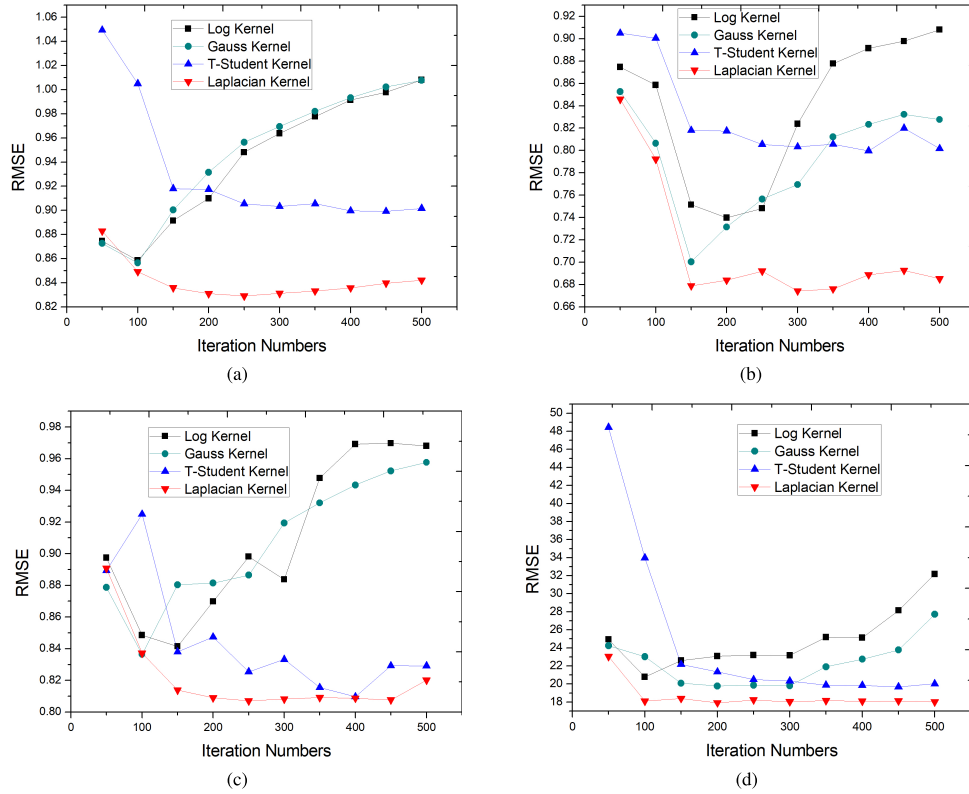 1.06
1.04
1.02
1.00
0.98
0.96
0.94
0.92
0.90
0.88
0.86
0.84
0.82
RMSE
Log Kernel
Gauss Kernel
T-Student Kernel
Laplacian Kernel
0 100 200 300 400 500
Iteration Numbers
(a)
0.92
0.90
0.88
0.86
0.84
0.82
0.80
0.78
0.76
0.74
0.72
0.70
0.68
0.66
RMSE
Log Kernel
Gauss Kernel
T-Student Kernel
Laplacian Kernel
0 100 200 300 400 500
Iteration Numbers
(b)
0.98
0.96
0.94
0.92
0.90
0.88
0.86
0.84
0.82
0.80
RMSE
Log Kernel
Gauss Kernel
T-Student Kernel
Laplacian Kernel
0 100 200 300 400 500
Iteration Numbers
(c)
50
48
46
44
42
40
38
36
34
32
30
28
26
24
22
20
18
RMSE
Log Kernel
Gauss Kernel
T-Student Kernel
Laplacian Kernel
0 100 200 300 400 500
Iteration Numbers
(d)